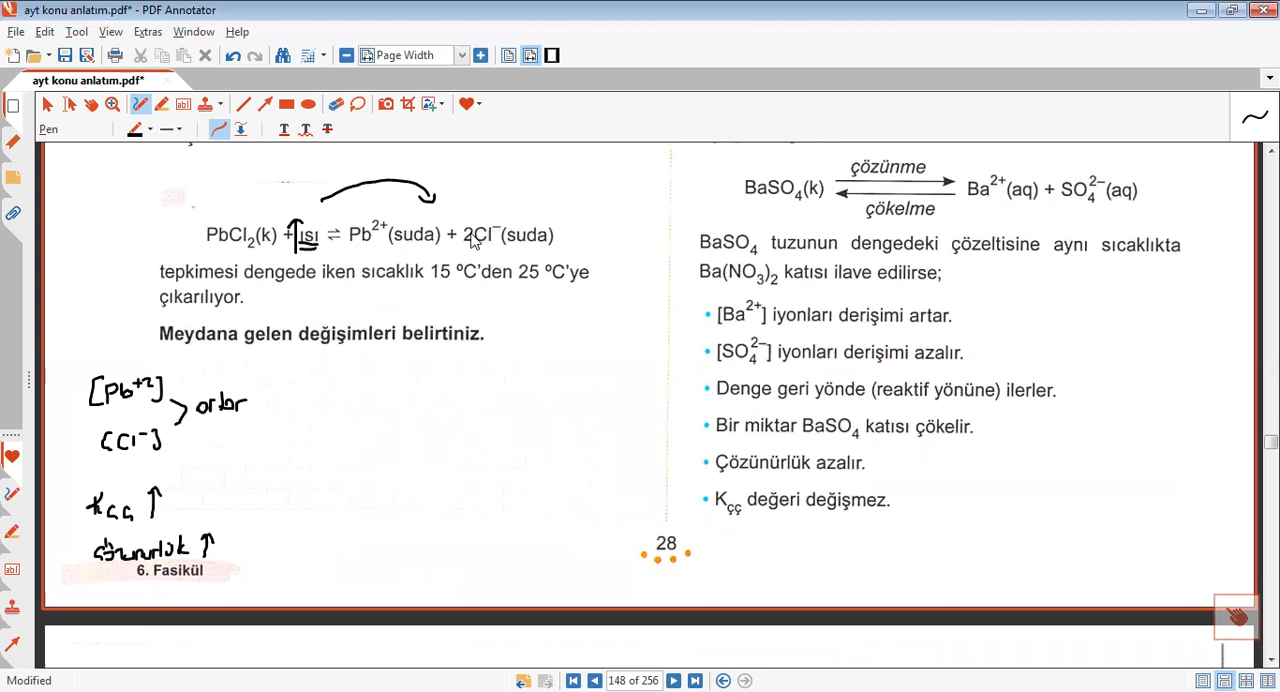 ayt konu anlatım.pdf* - PDF Annotator
File Edit Tool View Extras Window Help
Page Width
ayt konu anlatım.pdf*
Pen
PbCl2(k) + ısı ⇌ Pb2+(suda) + 2Cl−(suda)
tepkimesi dengede iken sıcaklık 15 ºC'den 25 ºC'ye
çıkarılıyor.
Meydana gelen değişimleri belirtiniz.
[Pb+2]
artar
[Cl-]
Kçç ↑
çözünürlük ↑
6. Fasikül
çözünme
BaSO4(k) Ba2+(aq) + SO42−(aq)
çökelme
BaSO4 tuzunun dengedeki çözeltisine aynı sıcaklıkta
Ba(NO3)2 katısı ilave edilirse;
• [Ba2+] iyonları derişimi artar.
• [SO42−] iyonları derişimi azalır.
• Denge geri yönde (reaktif yönüne) ilerler.
• Bir miktar BaSO4 katısı çökelir.
• Çözünürlük azalır.
• Kçç değeri değişmez.
28
Modified
148 of 256